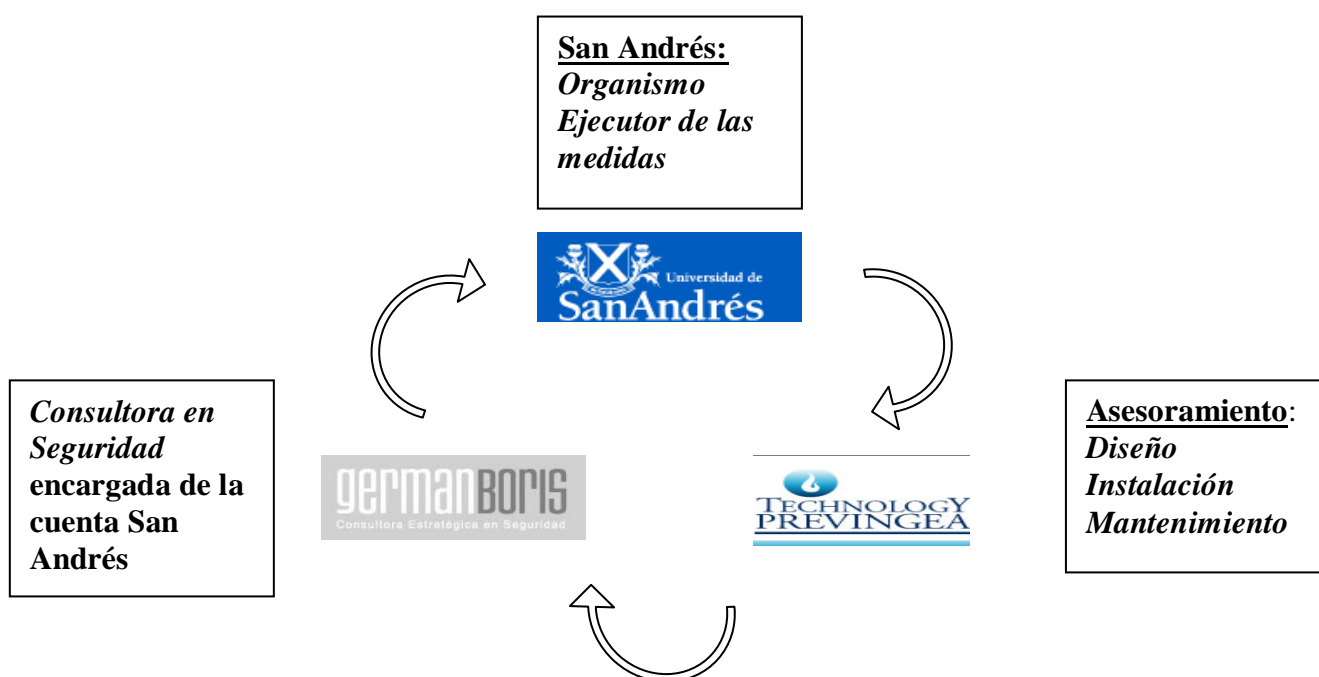 San Andrés:
Organismo
Ejecutor de las
medidas
Universidad de
SanAndrés
Consultora en
Seguridad
encargada de la
cuenta San
Andrés
germanBORIS
Consultora Estratégica en Seguridad
TECHNOLOGY
PREVINGEA
Asesoramiento:
Diseño
Instalación
Mantenimiento